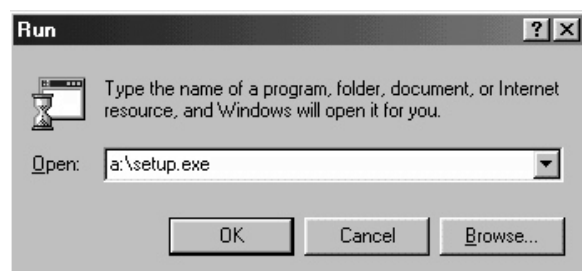 Run
Type the name of a program, folder, document, or Internet
resource, and Windows will open it for you.
Open: a:\setup.exe
OK Cancel Browse...